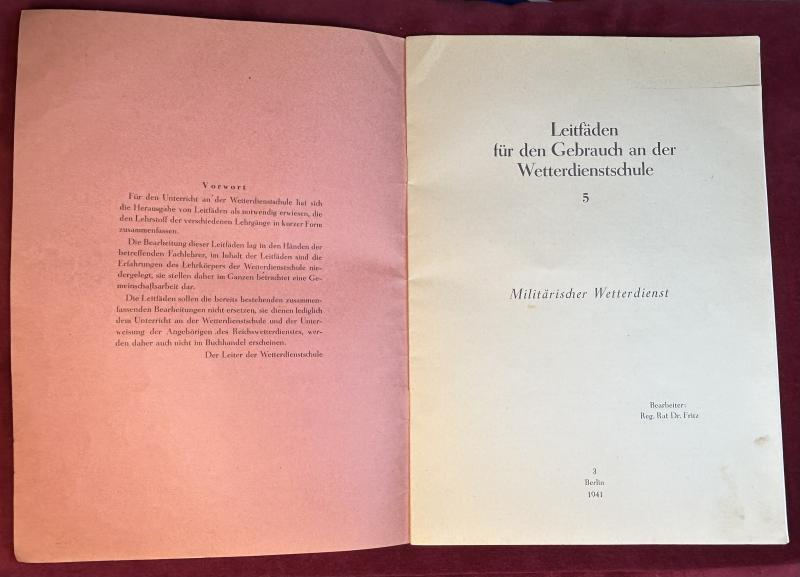 Vorwort
Für den Unterricht an der Wetterdienstschule hat sich
die Herausgabe von Leitfäden als notwendig erwiesen, die
den Lehrstoff der verschiedenen Lehrgänge in kurzer Form
zusammenfassen.
Die Bearbeitung dieser Leitfäden lag in den Händen der
betreffenden Fachlehrer, im Inhalt der Leitfäden sind die
Erfahrungen des Lehrkörpers der Wetterdienstschule nie-
dergelegt, sie stellen daher im Ganzen betrachtet eine Ge-
meinschaftsarbeit dar.
Die Leitfäden sollen die bereits bestehenden zusammen-
fassenden Bearbeitungen nicht ersetzen, sie dienen lediglich
dem Unterricht an der Wetterdienstschule und der Unter-
weisung der Angehörigen des Reichswetterdienstes, wer-
den daher auch nicht im Buchhandel erscheinen.
Der Leiter der Wetterdienstschule
Leitfäden
für den Gebrauch an der
Wetterdienstschule
5
Militärischer Wetterdienst
Bearbeiter:
Reg. Rat Dr. Fritz
3
Berlin
1941